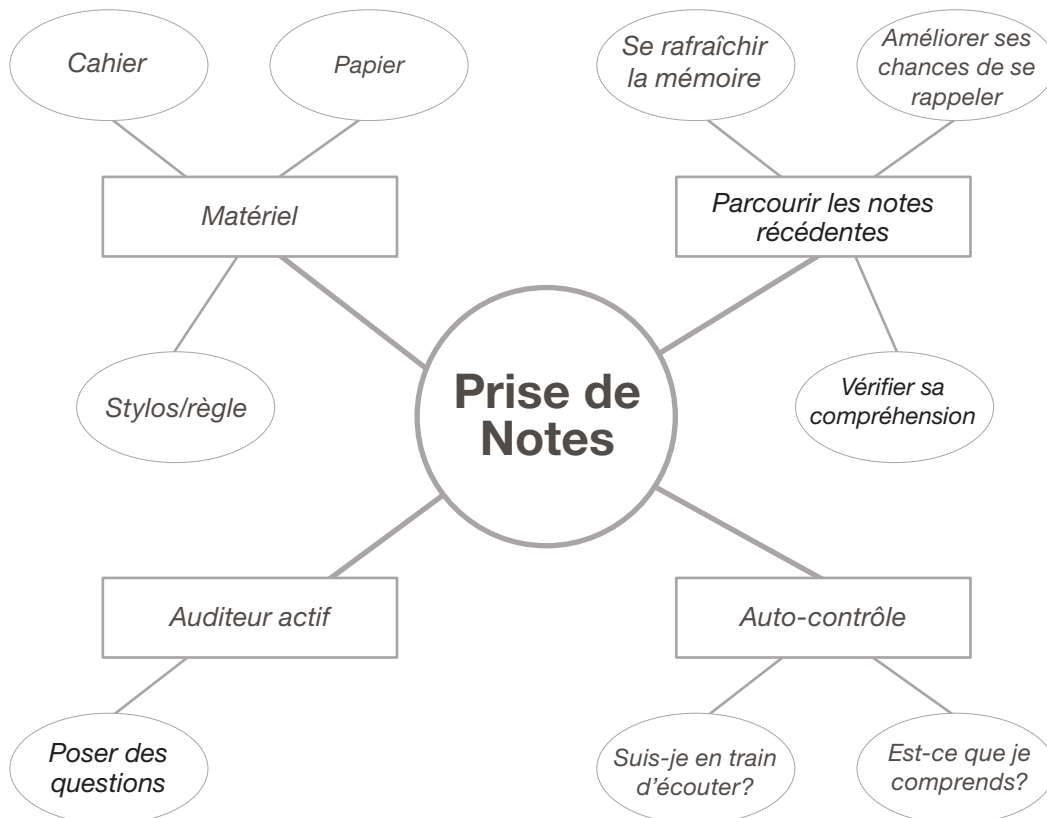 Cahier
Papier
Se rafraîchir
la mémoire
Améliorer ses
chances de se
rappeler
Matériel
Parcourir les notes
récédentes
Stylos/règle
Prise de
Notes
Vérifier sa
compréhension
Auditeur actif
Auto-contrôle
Poser des
questions
Suis-je en train
d'écouter?
Est-ce que je
comprends?